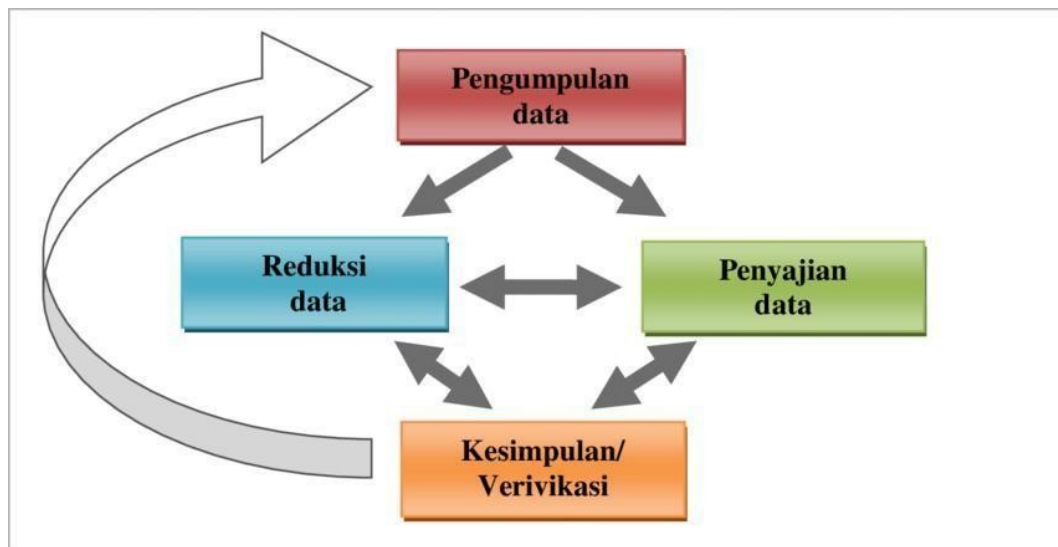 Pengumpulan
data
Reduksi
data
Penyajian
data
Kesimpulan/
Verivikasi